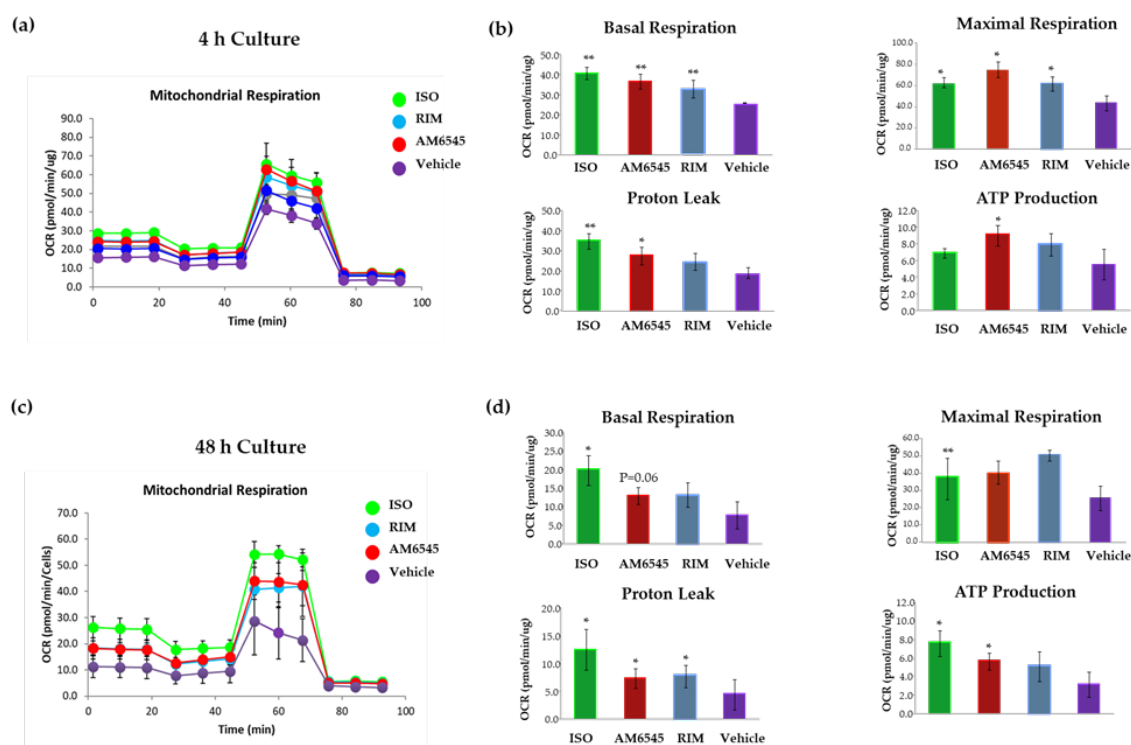 (a)
4 h Culture
Mitochondrial Respiration
ISO
RIM
AM6545
Vehicle
OCR (pmol/min/ug)
90.0
80.0
70.0
60.0
50.0
40.0
30.0
20.0
10.0
0.0
0 20 40 60 80 100
Time (min)
(b)
Basal Respiration
OCR (pmol/min/ug)
50.0
40.0
30.0
20.0
10.0
0.0
** ** **
ISO AM6545 RIM Vehicle
Maximal Respiration
OCR (pmol/min/ug)
100.0
80.0
60.0
40.0
20.0
0.0
* * *
ISO AM6545 RIM Vehicle
Proton Leak
OCR (pmol/min/ug)
50.0
40.0
30.0
20.0
10.0
0.0
** *
ISO AM6545 RIM Vehicle
ATP Production
OCR (pmol/min/ug)
12.0
10.0
8.0
6.0
4.0
2.0
0.0
*
ISO AM6545 RIM Vehicle
(c)
48 h Culture
Mitochondrial Respiration
ISO
RIM
AM6545
Vehicle
OCR (pmol/min/Cells)
70.0
60.0
50.0
40.0
30.0
20.0
10.0
0.0
0 20 40 60 80 100
Time (min)
(d)
Basal Respiration
OCR (pmol/min/ug)
30.0
25.0
20.0
15.0
10.0
5.0
0.0
* P=0.06
ISO AM6545 RIM Vehicle
Maximal Respiration
OCR (pmol/min/ug)
60.0
50.0
40.0
30.0
20.0
10.0
0.0
**
ISO AM6545 RIM Vehicle
Proton Leak
OCR (pmol/min/ug)
20.0
15.0
10.0
5.0
0.0
* * *
ISO AM6545 RIM Vehicle
ATP Production
OCR (pmol/min/ug)
12.0
10.0
8.0
6.0
4.0
2.0
0.0
* *
ISO AM6545 RIM Vehicle